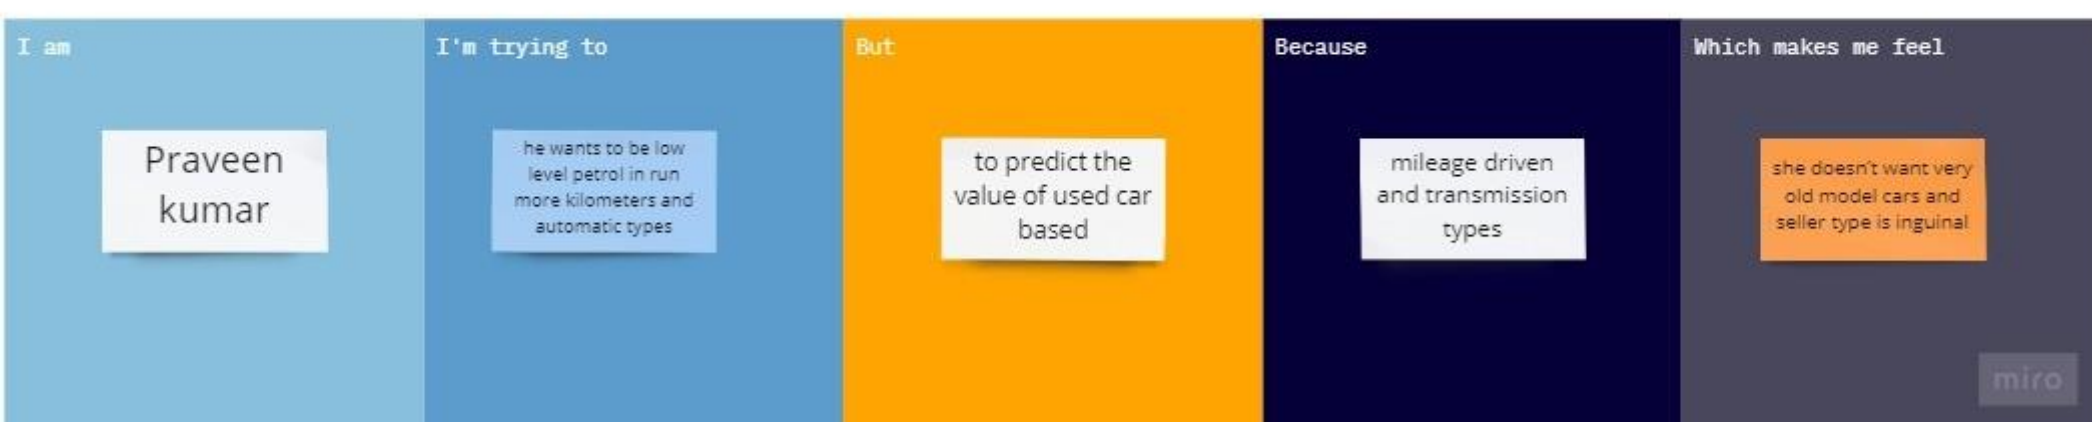 I am
Praveen
kumar
I'm trying to
he wants to be low
level petrol in run
more kilometers and
automatic types
But
to predict the
value of used car
based
Because
mileage driven
and transmission
types
Which makes me feel
she doesn't want very
old model cars and
seller type is inguinal
miro